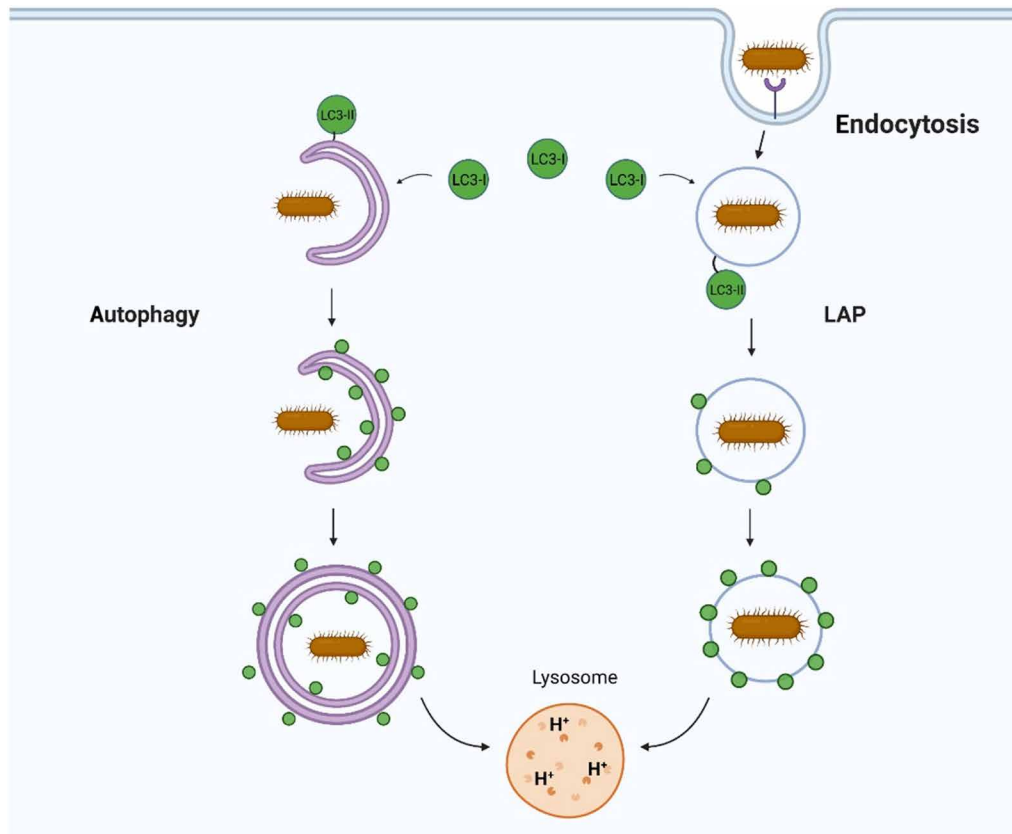 Endocytosis
LC3-II
LC3-I
LC3-I
LC3-I
LC3-II
Autophagy
LAP
Lysosome
H⁺
H⁺
H⁺